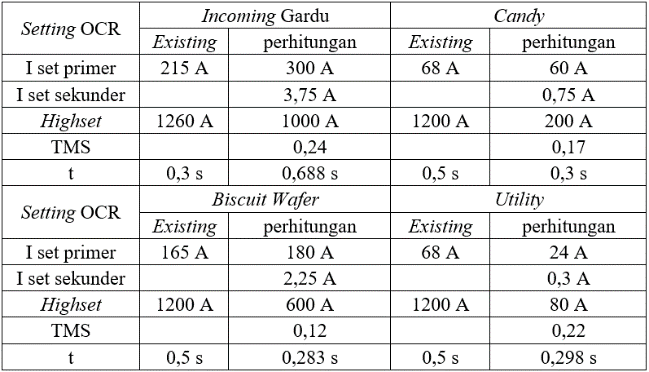 Setting OCR Incoming Gardu Candy
Existing perhitungan Existing perhitungan
I set primer 215 A 300 A 68 A 60 A
I set sekunder 3,75 A 0,75 A
Highset 1260 A 1000 A 1200 A 200 A
TMS 0,24 0,17
t 0,3 s 0,688 s 0,5 s 0,3 s
Setting OCR Biscuit Wafer Utility
Existing perhitungan Existing perhitungan
I set primer 165 A 180 A 68 A 24 A
I set sekunder 2,25 A 0,3 A
Highset 1200 A 600 A 1200 A 80 A
TMS 0,12 0,22
t 0,5 s 0,283 s 0,5 s 0,298 s